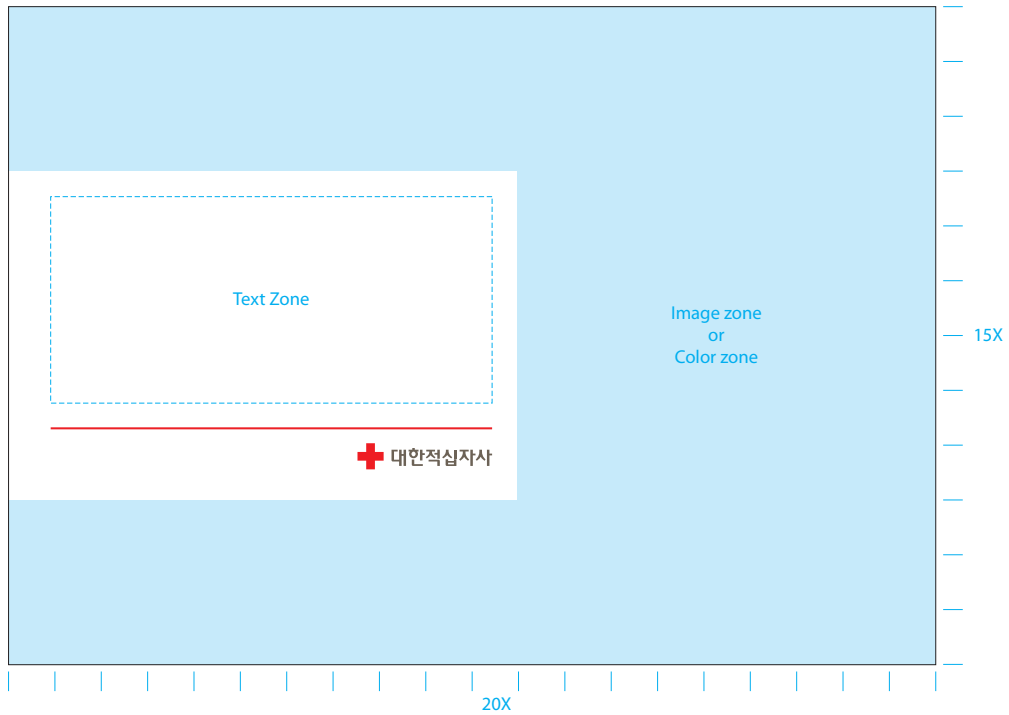 Text Zone
Image zone
or
Color zone
15X
대한적십자사
20X